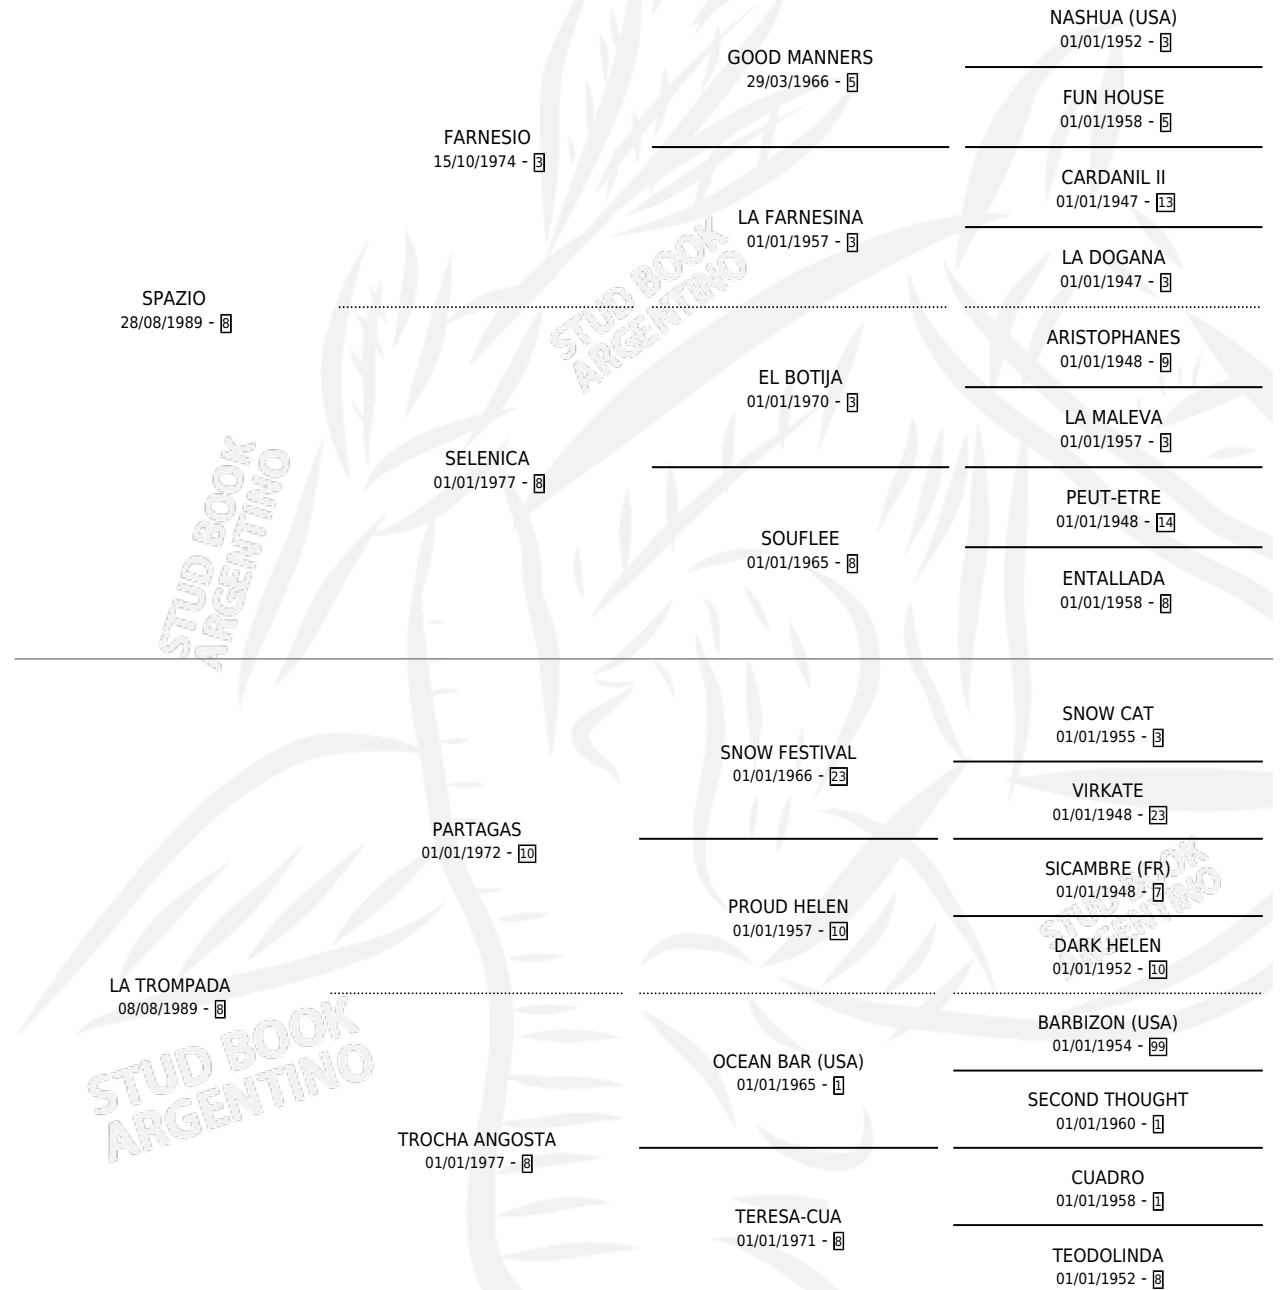 NASHUA (USA)
01/01/1952 - 3
GOOD MANNERS
29/03/1966 - 5
FUN HOUSE
01/01/1958 - 5
FARNESIO
15/10/1974 - 3
CARDANIL II
01/01/1947 - 13
LA FARNESINA
01/01/1957 - 3
LA DOGANA
01/01/1947 - 3
SPAZIO
28/08/1989 - 8
STUD BOOK
ARGENTINO
ARISTOPHANES
01/01/1948 - 9
EL BOTIJA
01/01/1970 - 3
LA MALEVA
01/01/1957 - 3
SELENICA
01/01/1977 - 8
PEUT-ETRE
01/01/1948 - 14
SOUFLEE
01/01/1965 - 8
ENTALLADA
01/01/1958 - 8
STUD BOOK
ARGENTINO
SNOW CAT
01/01/1955 - 3
SNOW FESTIVAL
01/01/1966 - 23
VIRKATE
01/01/1948 - 23
PARTAGAS
01/01/1972 - 10
SICAMBRE (FR)
01/01/1948 - 7
PROUD HELEN
01/01/1957 - 10
STUD BOOK
ARGENTINO
DARK HELEN
01/01/1952 - 10
LA TROMPADA
08/08/1989 - 8
STUD BOOK
ARGENTINO
BARBIZON (USA)
01/01/1954 - 99
OCEAN BAR (USA)
01/01/1965 - 1
SECOND THOUGHT
01/01/1960 - 1
TROCHA ANGOSTA
01/01/1977 - 8
CUADRO
01/01/1958 - 1
TERESA-CUA
01/01/1971 - 8
TEODOLINDA
01/01/1952 - 8